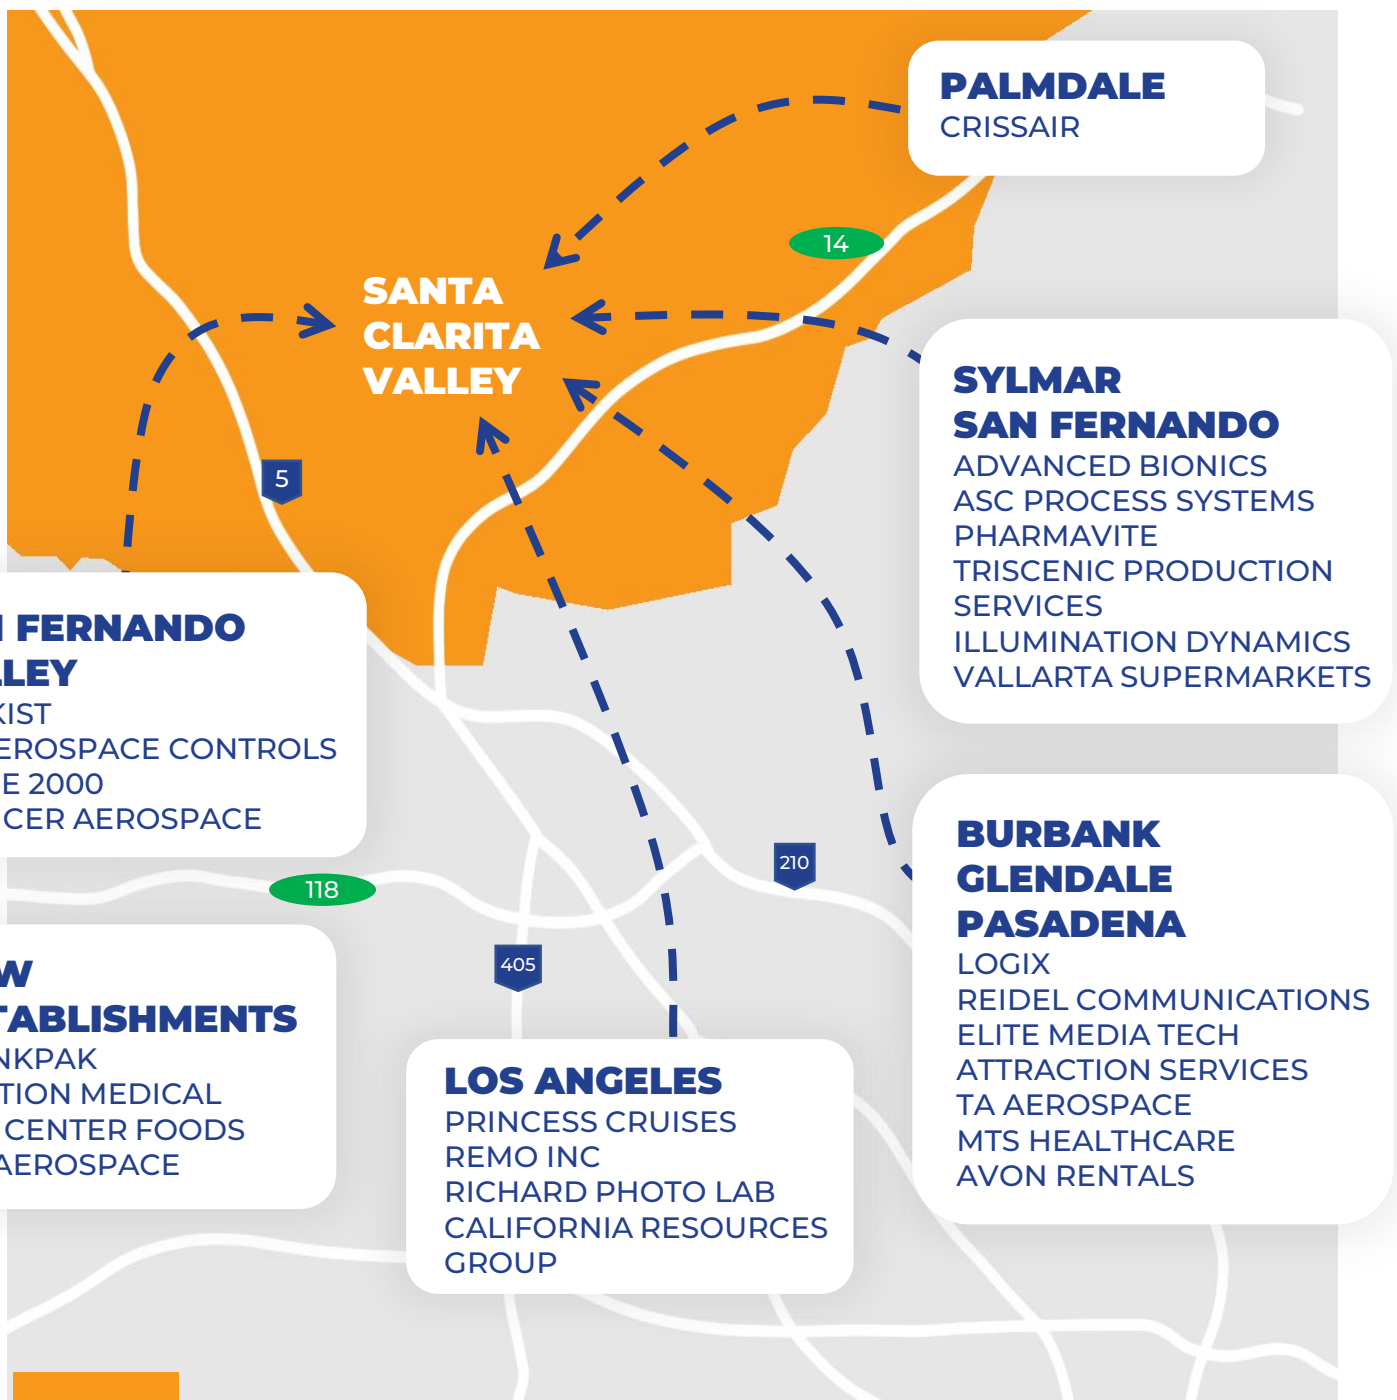 PALMDALE
CRISSAIR
14
SANTA
CLARITA
VALLEY
5
SYLMAR
SAN FERNANDO
ADVANCED BIONICS
ASC PROCESS SYSTEMS
PHARMAVITE
TRISCENIC PRODUCTION
SERVICES
ILLUMINATION DYNAMICS
VALLARTA SUPERMARKETS
FERNANDO
LLEY
KIST
EROSPACE CONTROLS
E 2000
CER AEROSPACE
118
210
405
BURBANK
GLENDALE
PASADENA
LOGIX
REIDEL COMMUNICATIONS
ELITE MEDIA TECH
ATTRACTION SERVICES
TA AEROSPACE
MTS HEALTHCARE
AVON RENTALS
W
TABLISHMENTS
NKPAK
TION MEDICAL
CENTER FOODS
AEROSPACE
LOS ANGELES
PRINCESS CRUISES
REMO INC
RICHARD PHOTO LAB
CALIFORNIA RESOURCES
GROUP